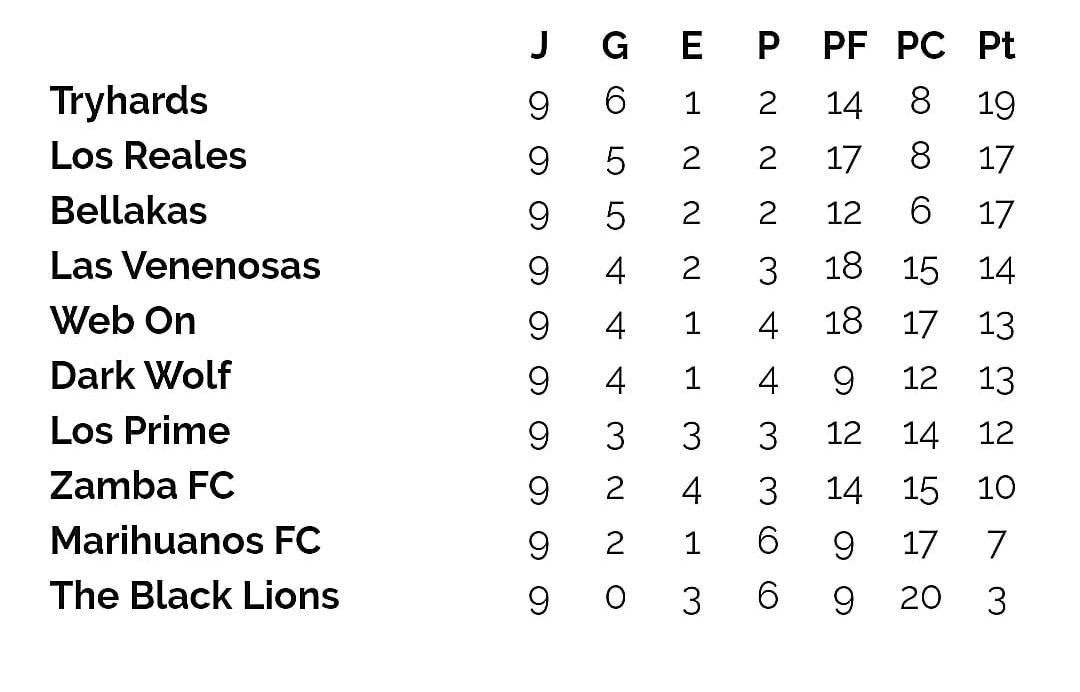 J G E P PF PC Pt
Tryhards 9 6 1 2 14 8 19
Los Reales 9 5 2 2 17 8 17
Bellakas 9 5 2 2 12 6 17
Las Venenosas 9 4 2 3 18 15 14
Web On 9 4 1 4 18 17 13
Dark Wolf 9 4 1 4 9 12 13
Los Prime 9 3 3 3 12 14 12
Zamba FC 9 2 4 3 14 15 10
Marihuanos FC 9 2 1 6 9 17 7
The Black Lions 9 0 3 6 9 20 3